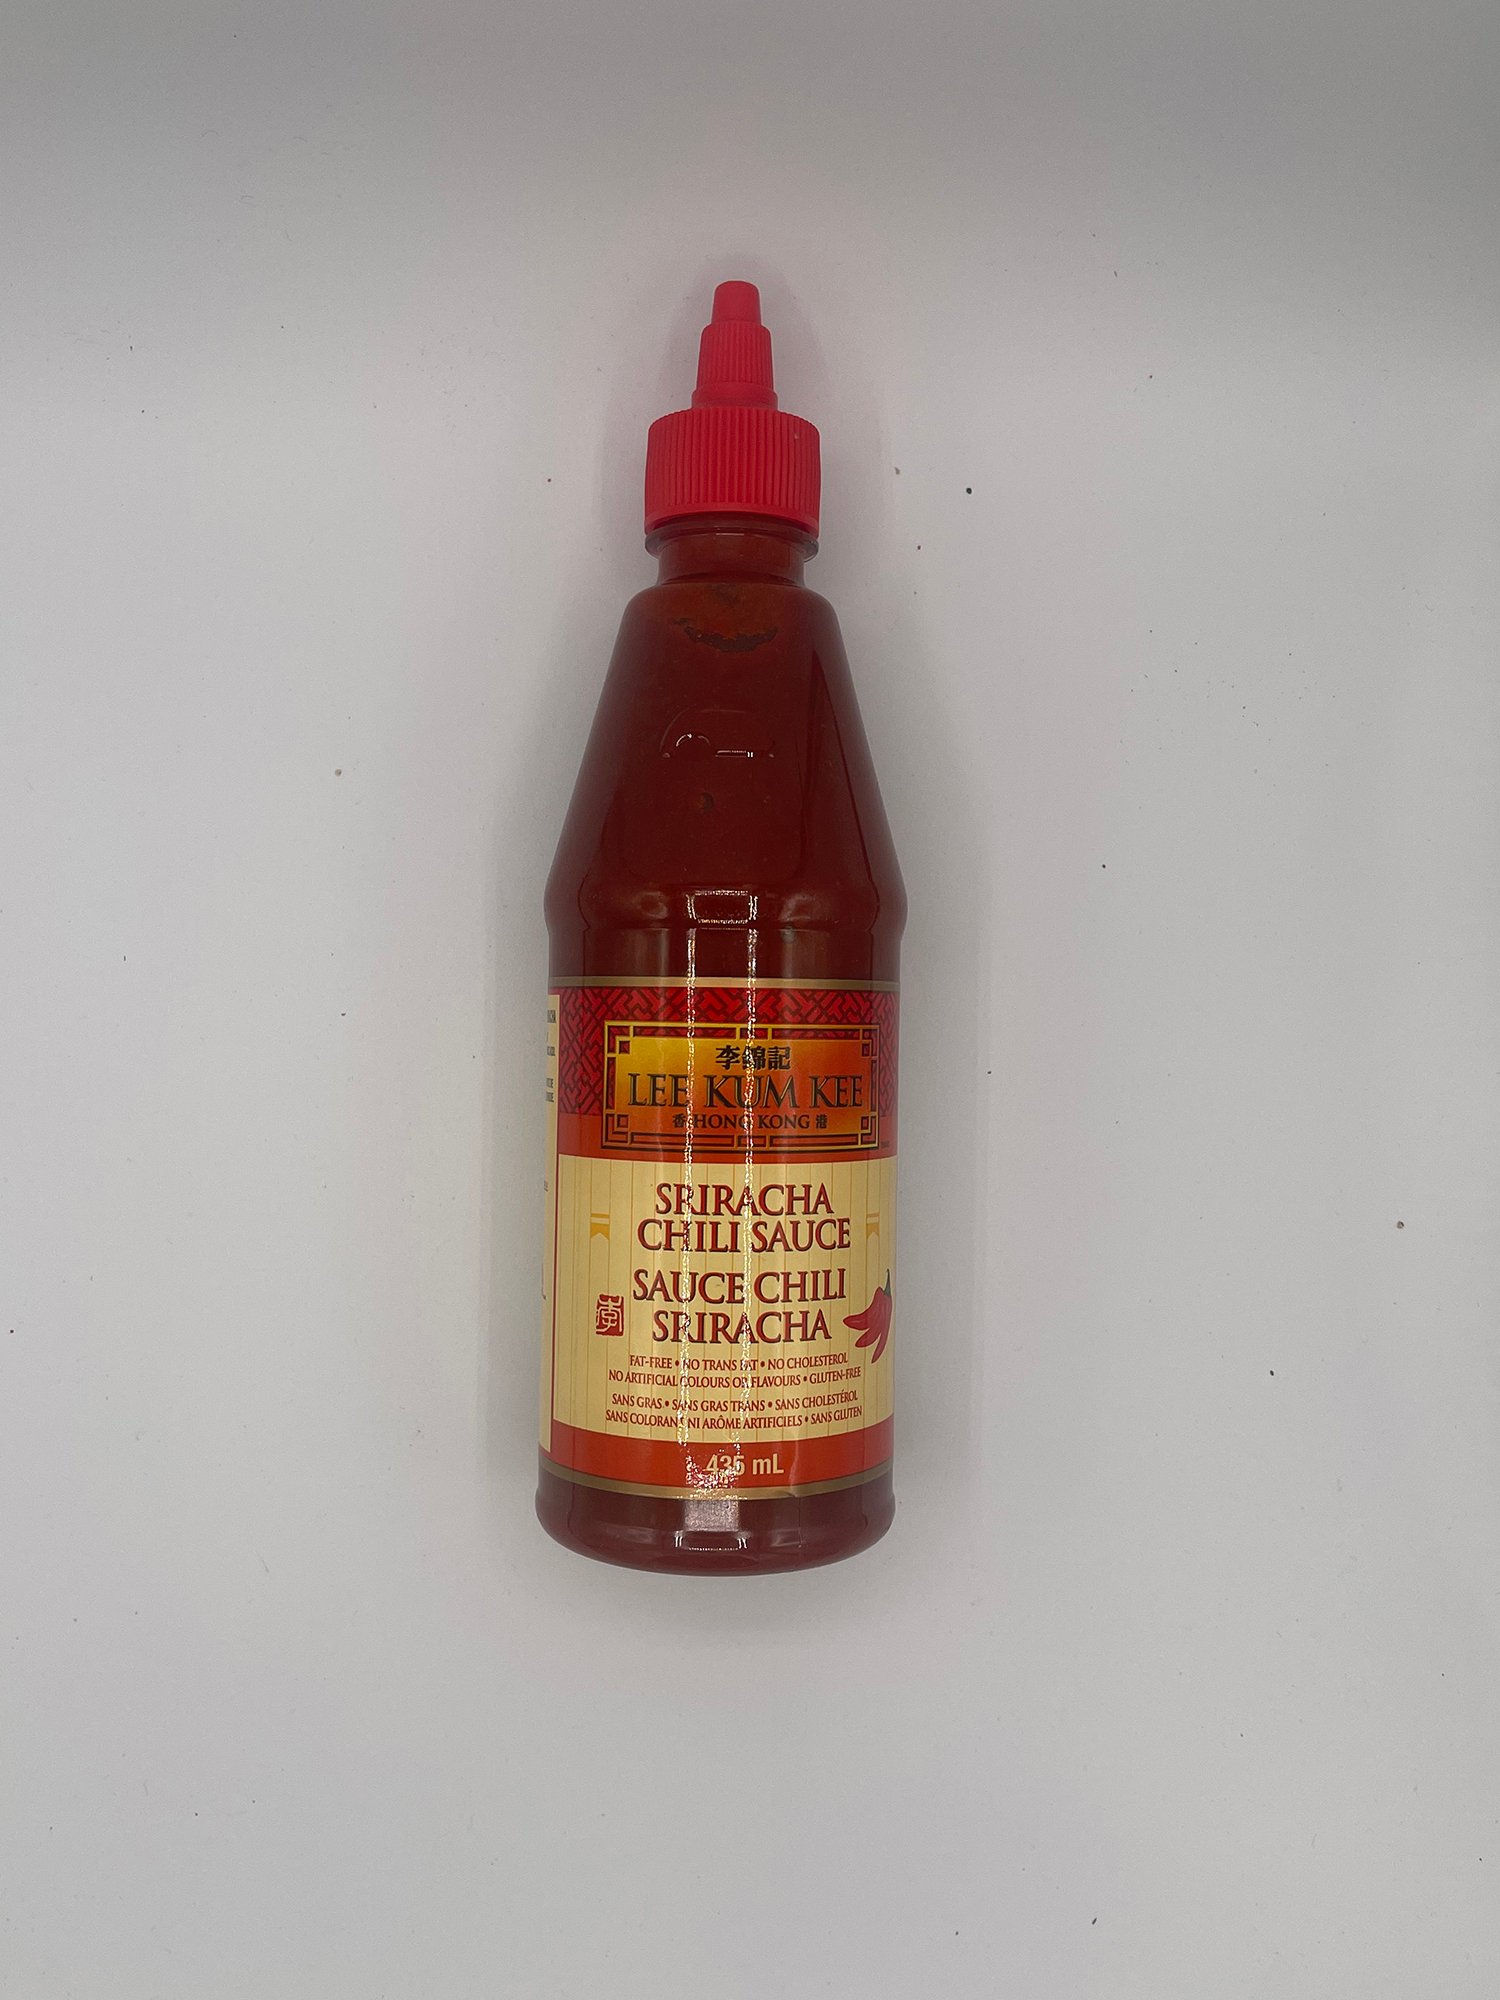 李錦記
LEE KUM KEE
香 HONG KONG 港
SRIRACHA
CHILI SAUCE
SAUCE CHILI
SRIRACHA
李
FAT-FREE • NO TRANS FAT • NO CHOLESTEROL
NO ARTIFICIAL COLOURS OR FLAVOURS • GLUTEN-FREE
SANS GRAS • SANS GRAS TRANS • SANS CHOLESTÉROL
SANS COLORANT NI ARÔME ARTIFICIELS • SANS GLUTEN
435 mL